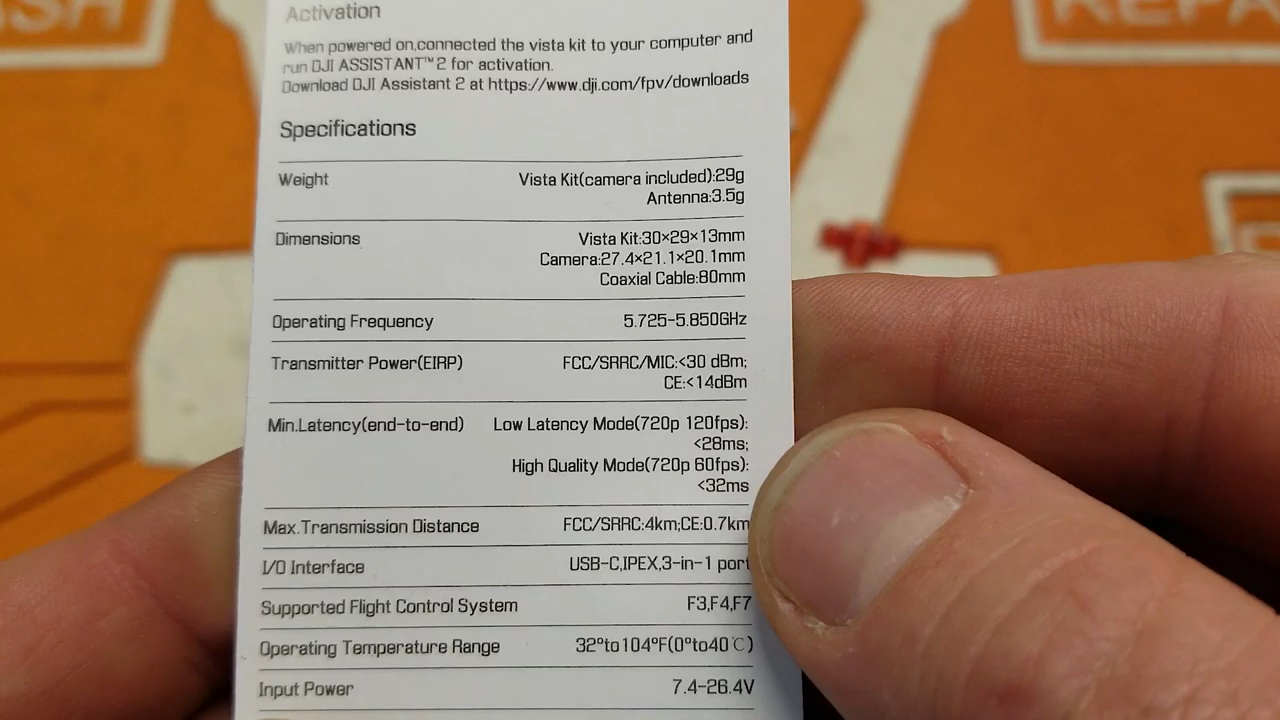 REPA
Activation
When powered on,connected the vista kit to your computer and
run DJI ASSISTANT™2 for activation.
Download DJI Assistant 2 at https://www.dji.com/fpv/downloads
Specifications
Weight Vista Kit(camera included):29g
Antenna:3.5g
Dimensions Vista Kit:30×29×13mm
Camera:27.4×21.1×20.1mm
Coaxial Cable:80mm
Operating Frequency 5.725-5.850GHz
Transmitter Power(EIRP) FCC/SRRC/MIC:<30 dBm;
CE:<14dBm
Min.Latency(end-to-end) Low Latency Mode(720p 120fps):
<28ms;
High Quality Mode(720p 60fps):
<32ms
Max.Transmission Distance FCC/SRRC:4km;CE:0.7km
I/O Interface USB-C,IPEX,3-in-1 port
Supported Flight Control System F3,F4,F7
Operating Temperature Range 32°to104°F(0°to40℃)
Input Power 7.4-26.4V